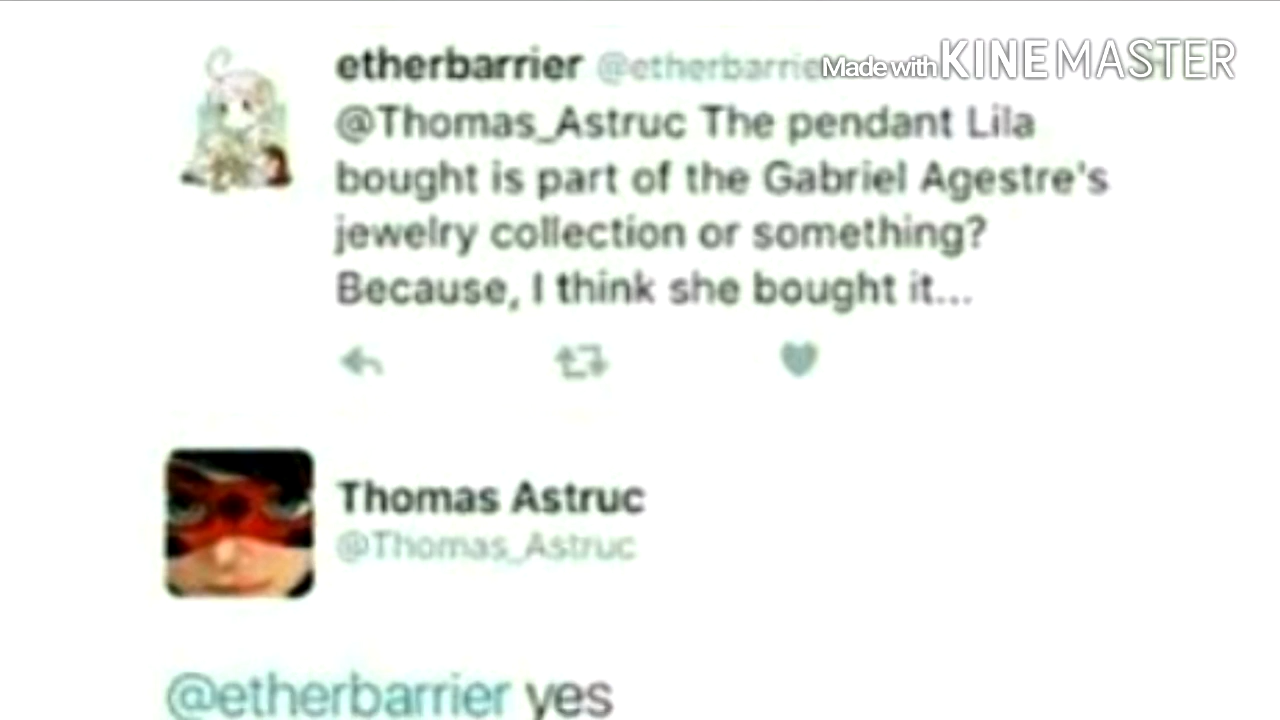 etherbarrier @etherbarrie
Made with KINEMASTER
@Thomas_Astruc The pendant Lila
bought is part of the Gabriel Agestre's
jewelry collection or something?
Because, I think she bought it...
Thomas Astruc
@Thomas_Astruc
@etherbarrier yes